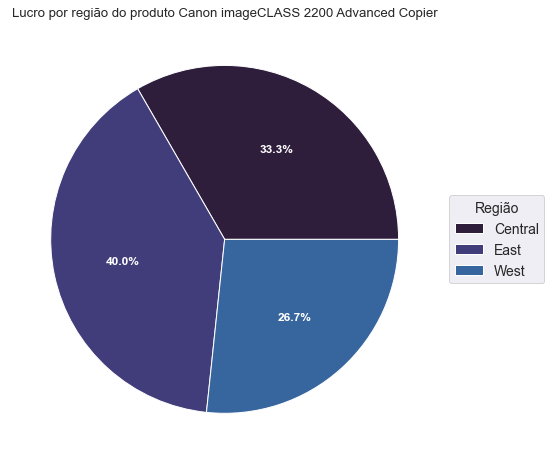 Lucro por região do produto Canon imageCLASS 2200 Advanced Copier
33.3%
40.0%
26.7%
Região
Central
East
West